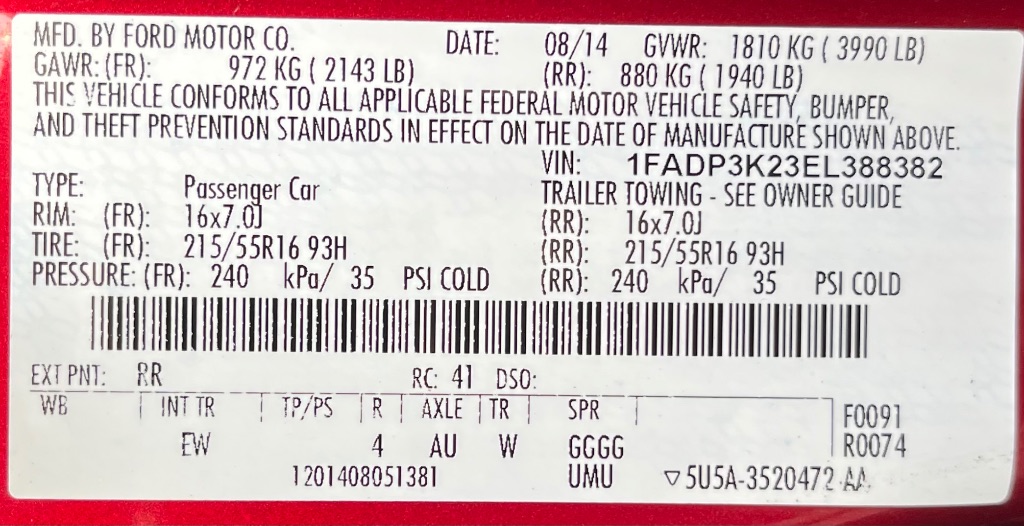 MFD. BY FORD MOTOR CO. DATE: 08/14 GVWR: 1810 KG ( 3990 LB)
GAWR: (FR): 972 KG ( 2143 LB) (RR): 880 KG ( 1940 LB)
THIS VEHICLE CONFORMS TO ALL APPLICABLE FEDERAL MOTOR VEHICLE SAFETY, BUMPER,
AND THEFT PREVENTION STANDARDS IN EFFECT ON THE DATE OF MANUFACTURE SHOWN ABOVE.
VIN: 1FADP3K23EL388382
TYPE: Passenger Car TRAILER TOWING - SEE OWNER GUIDE
RIM: (FR): 16x7.0J (RR): 16x7.0J
TIRE: (FR): 215/55R16 93H (RR): 215/55R16 93H
PRESSURE: (FR): 240 kPa/ 35 PSI COLD (RR): 240 kPa/ 35 PSI COLD
EXT PNT: RR RC: 41 DSO:
WB INT TR TP/PS R AXLE TR SPR F0091
EW 4 AU W GGGG R0074
1201408051381 UMU ▽5U5A-3520472-AA